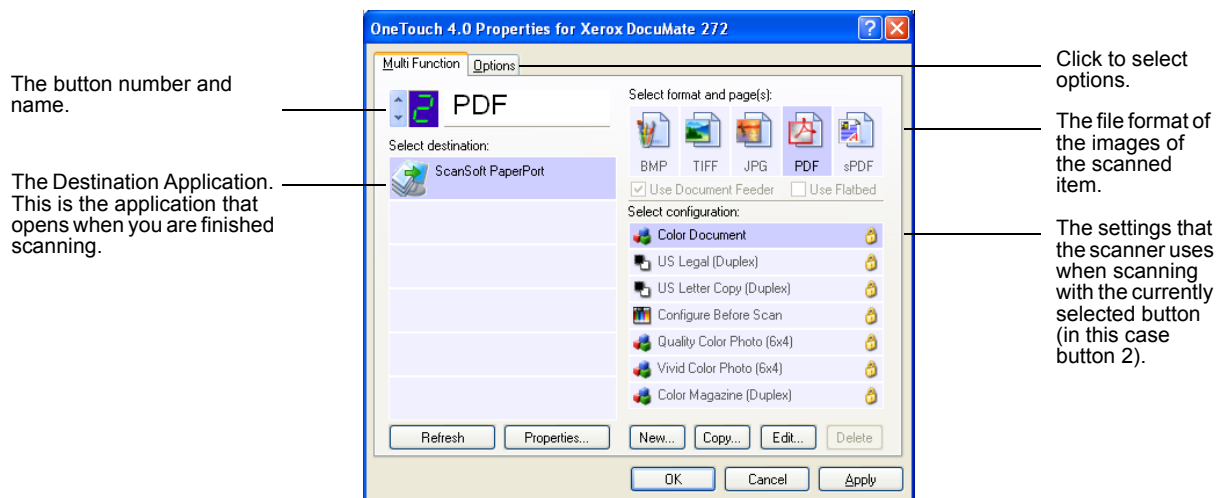 OneTouch 4.0 Properties for Xerox DocuMate 272
Multi Function
Options
The button number and
name.
2
PDF
Select destination:
ScanSoft PaperPort
The Destination Application.
This is the application that
opens when you are finished
scanning.
Refresh
Properties...
Select format and page(s):
BMP
TIFF
JPG
PDF
sPDF
Use Document Feeder
Use Flatbed
Select configuration:
Color Document
US Legal (Duplex)
US Letter Copy (Duplex)
Configure Before Scan
Quality Color Photo (6x4)
Vivid Color Photo (6x4)
Color Magazine (Duplex)
New...
Copy...
Edit...
Delete
OK
Cancel
Apply
Click to select
options.
The file format of
the images of
the scanned
item.
The settings that
the scanner uses
when scanning
with the currently
selected button
(in this case
button 2).